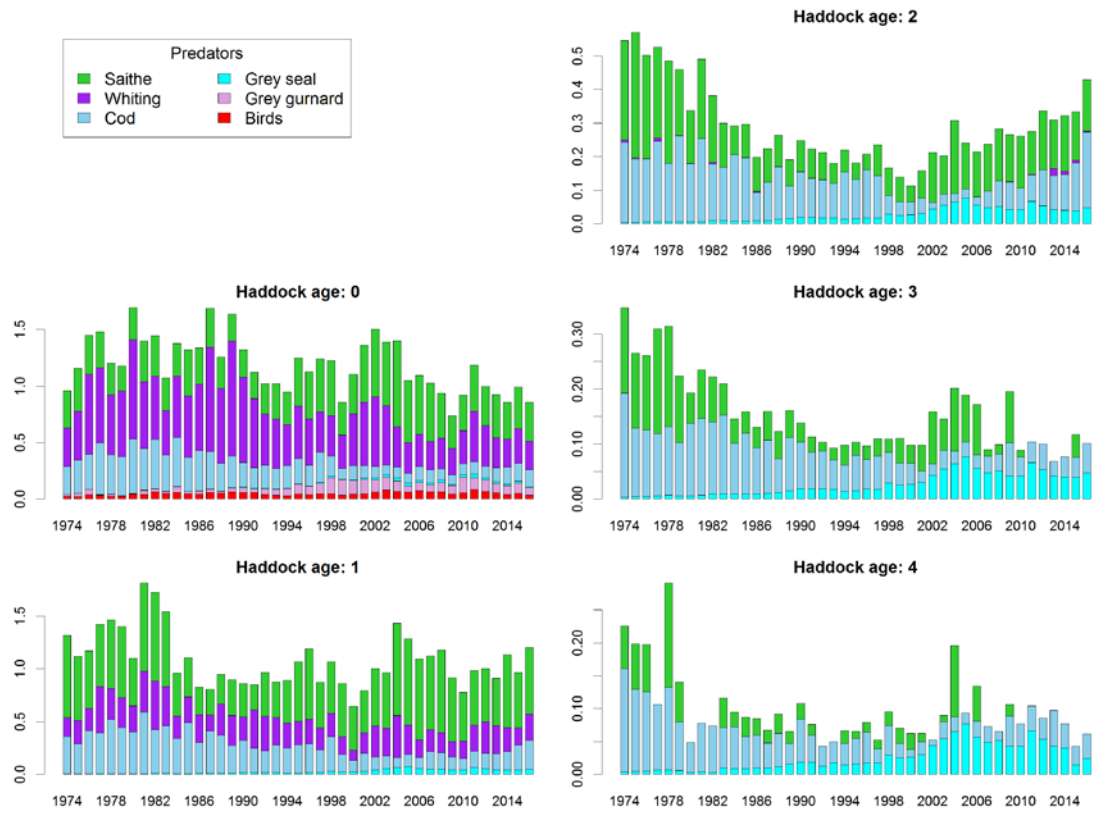 Predators
Saithe
Whiting
Cod
Grey seal
Grey gurnard
Birds
Haddock age: 2
0.5
0.4
0.3
0.2
0.1
0.0
1974 1978 1982 1986 1990 1994 1998 2002 2006 2010 2014
Haddock age: 0
1.5
1.0
0.5
0.0
1974 1978 1982 1986 1990 1994 1998 2002 2006 2010 2014
Haddock age: 3
0.30
0.20
0.10
0.00
1974 1978 1982 1986 1990 1994 1998 2002 2006 2010 2014
Haddock age: 1
1.5
1.0
0.5
0.0
1974 1978 1982 1986 1990 1994 1998 2002 2006 2010 2014
Haddock age: 4
0.20
0.10
0.00
1974 1978 1982 1986 1990 1994 1998 2002 2006 2010 2014